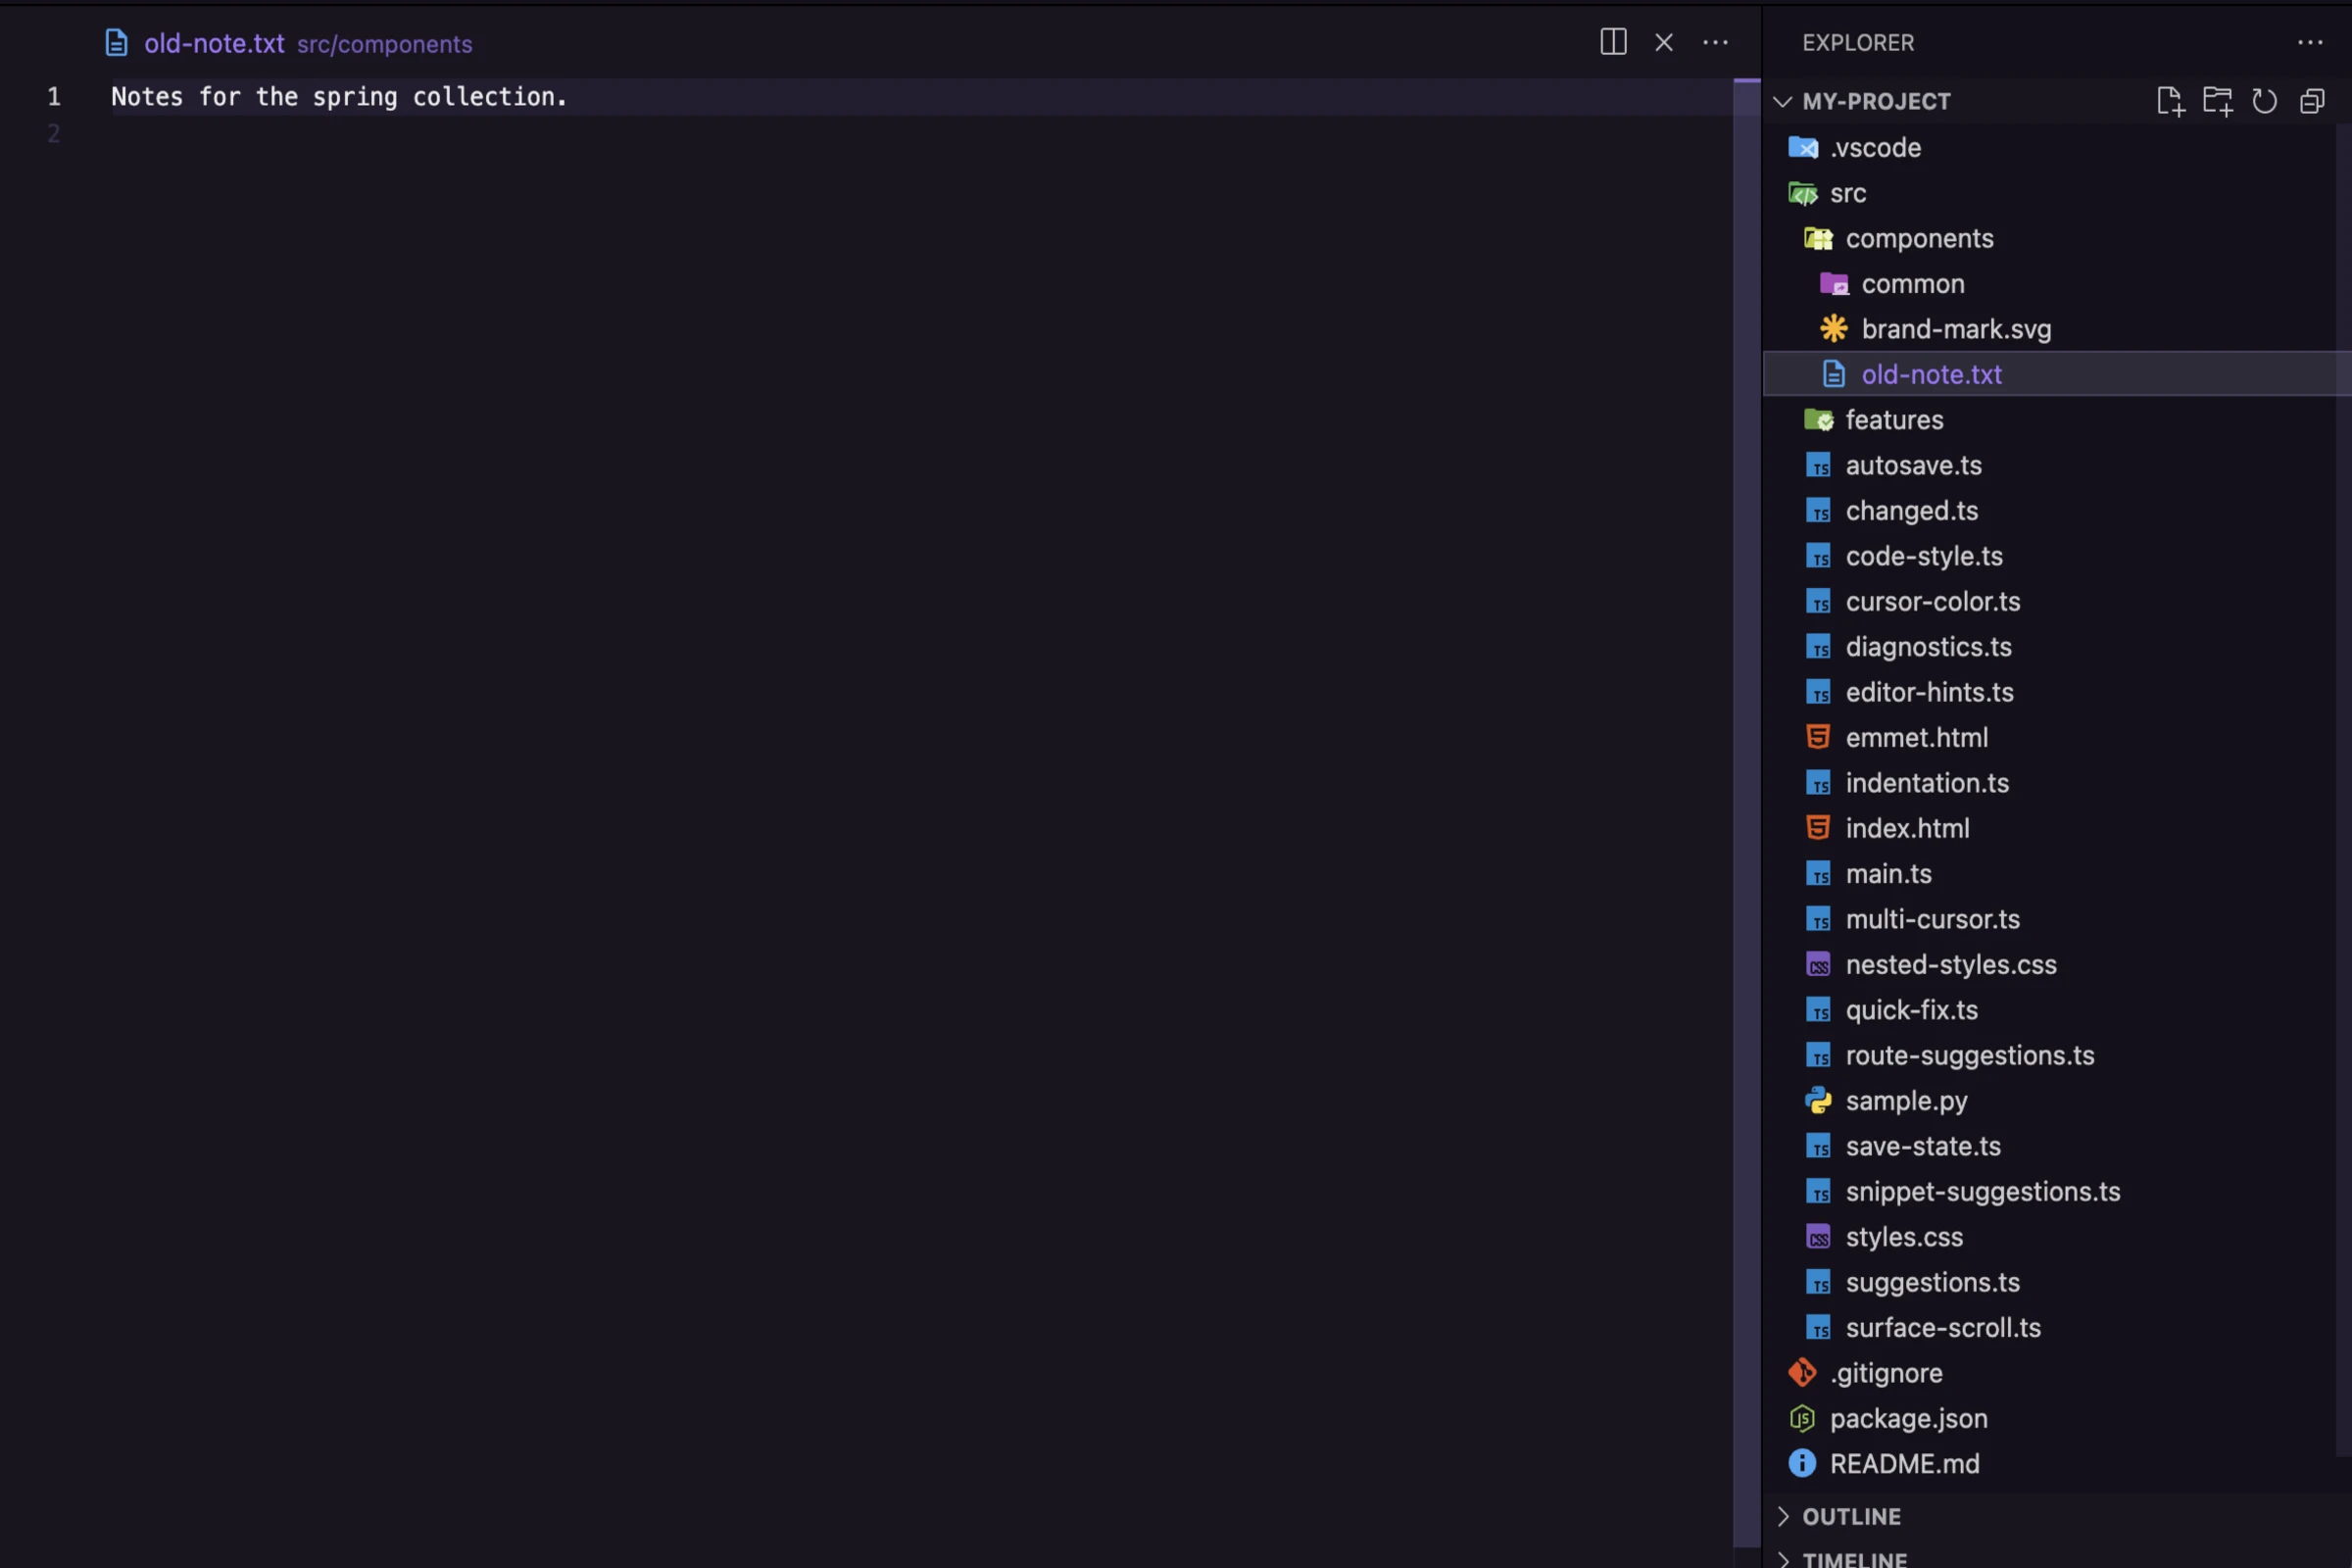 old-note.txt src/components
1 Notes for the spring collection.
2
EXPLORER
MY-PROJECT
.vscode
src
components
common
brand-mark.svg
old-note.txt
features
autosave.ts
changed.ts
code-style.ts
cursor-color.ts
diagnostics.ts
editor-hints.ts
emmet.html
indentation.ts
index.html
main.ts
multi-cursor.ts
nested-styles.css
quick-fix.ts
route-suggestions.ts
sample.py
save-state.ts
snippet-suggestions.ts
styles.css
suggestions.ts
surface-scroll.ts
.gitignore
package.json
README.md
OUTLINE
TIMELINE